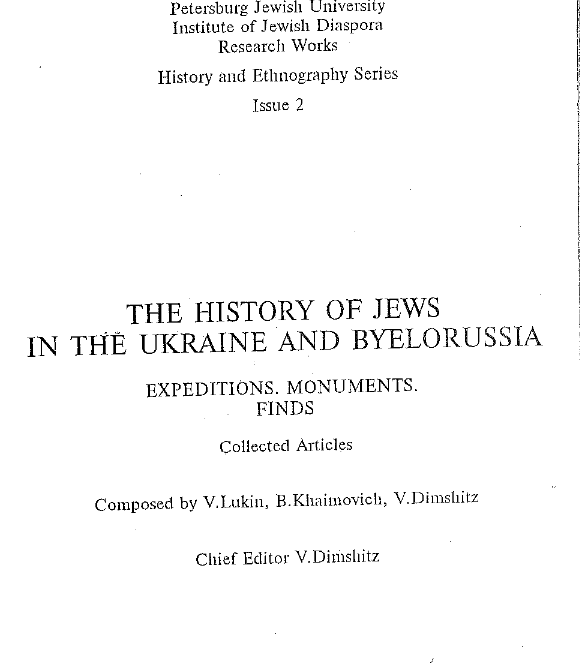 Petersburg Jewish University
Institute of Jewish Diaspora
Research Works
History and Ethnography Series
Issue 2
THE HISTORY OF JEWS
IN THE UKRAINE AND BYELORUSSIA
EXPEDITIONS. MONUMENTS.
FINDS
Collected Articles
Composed by V.Lukin, B.Khaimovich, V.Dimshitz
Chief Editor V.Dimshitz